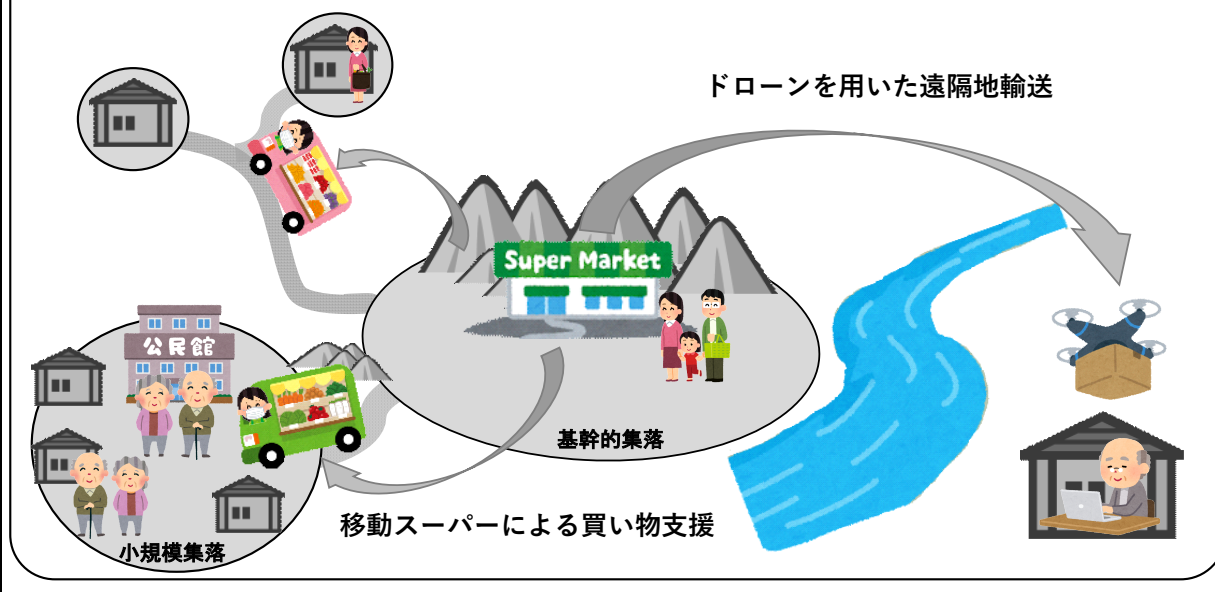 ドローンを用いた遠隔地輸送
Super Market
公民館
基幹的集落
移動スーパーによる買い物支援
小規模集落